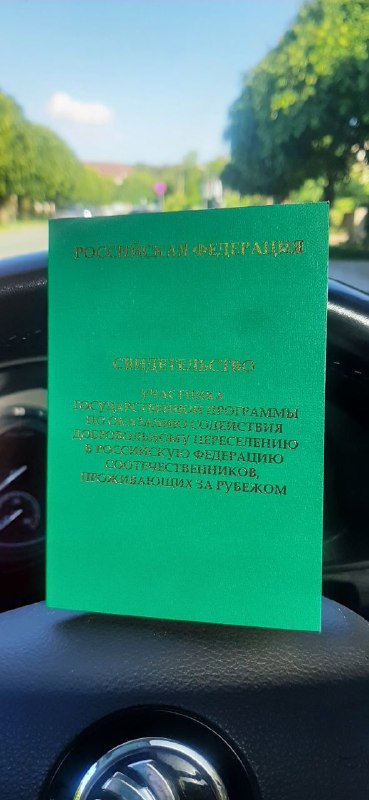 РОССИЙСКАЯ ФЕДЕРАЦИЯ
СВИДЕТЕЛЬСТВО
УЧАСТНИКА
ГОСУДАРСТВЕННОЙ ПРОГРАММЫ
ПО ОКАЗАНИЮ СОДЕЙСТВИЯ
ДОБРОВОЛЬНОМУ ПЕРЕСЕЛЕНИЮ
В РОССИЙСКУЮ ФЕДЕРАЦИЮ
СООТЕЧЕСТВЕННИКОВ,
ПРОЖИВАЮЩИХ ЗА РУБЕЖОМ